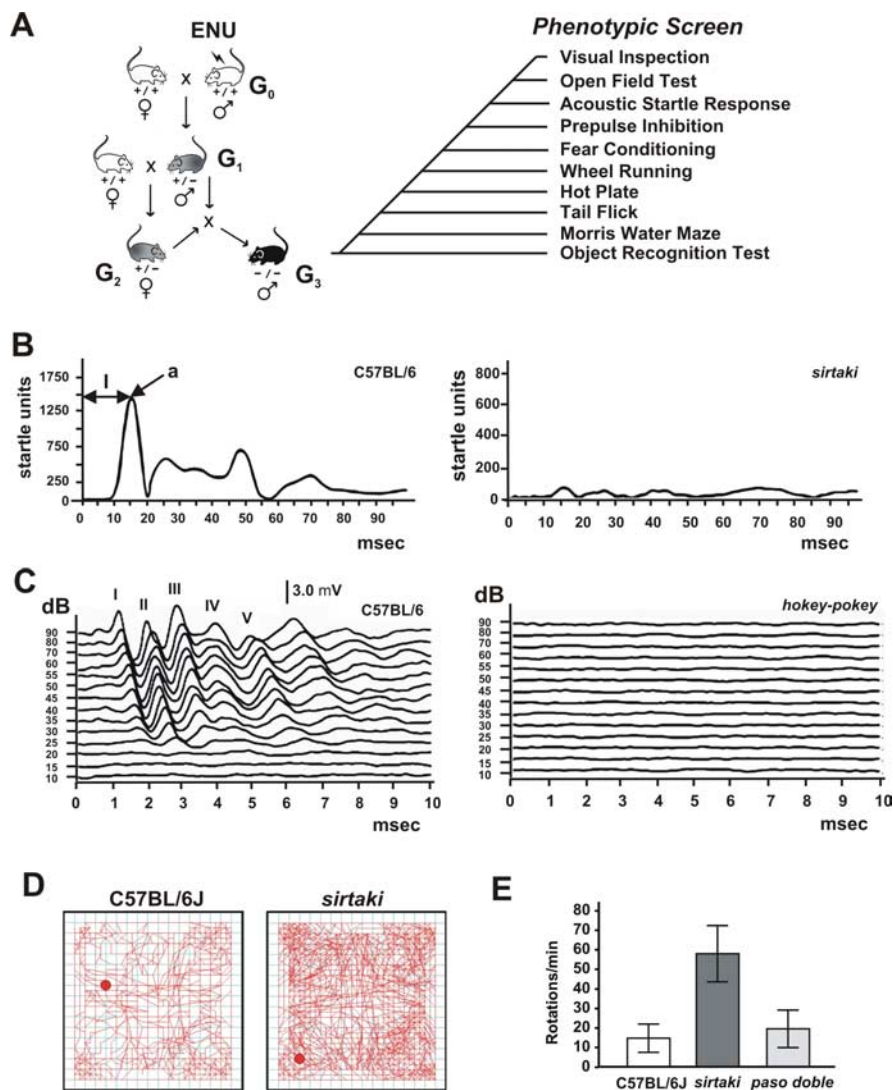 A
ENU
Phenotypic Screen
+/+
X
+/+
G0
♀
♂
+/+
X
+/-
G1
♀
♂
X
G2
+/-
♀
-/-
G3
♂
Visual Inspection
Open Field Test
Acoustic Startle Response
Prepulse Inhibition
Fear Conditioning
Wheel Running
Hot Plate
Tail Flick
Morris Water Maze
Object Recognition Test
B
startle units
1750
1250
750
250
0
l
a
C57BL/6
0 10 20 30 40 50 60 70 80 90
msec
startle units
800
600
400
200
0
sirtaki
0 10 20 30 40 50 60 70 80 90
msec
C
dB
I II III IV V
3.0 mV
C57BL/6
90
80
70
60
55
50
45
40
35
30
25
20
15
10
0 1 2 3 4 5 6 7 8 9 10
msec
dB
hokey-pokey
90
80
70
60
55
50
45
40
35
30
25
20
15
10
0 1 2 3 4 5 6 7 8 9 10
msec
D
C57BL/6J
sirtaki
E
Rotations/min
80
70
60
50
40
30
20
10
0
C57BL/6J sirtaki paso doble